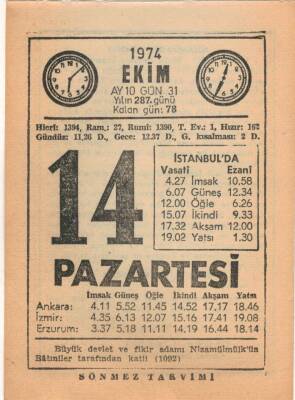 1974
EKİM
AY 10 GÜN 31
Yılın 287. günü
Kalan gün: 78
Hicrî: 1394, Ram.; 27, Rumî: 1390, T. Ev.: 1, Hızır: 162
Gündüz: 11,26 D., Gece: 12.37 D., G. kısalması: 2 D.
14
İSTANBUL'DA
Vasati Ezanî
4.27 İmsak 10.58
6.07 Güneş 12.34
12.00 Öğle 6.26
15.07 İkindi 9.33
17.32 Akşam 12.00
19.02 Yatsı 1.30
PAZARTESİ
İmsak Güneş Öğle İkindi Akşam Yatsı
Ankara: 4.11 5.52 11.45 14.52 17.17 18.46
İzmir: 4.35 6.13 12.07 15.16 17.41 19.08
Erzurum: 3.37 5.18 11.11 14.19 16.44 18.14
Büyük devlet ve fikir adamı Nizamülmülk'ün
Bâtınîler tarafından katli (1092)
SÖNMEZ TAKVİMİ